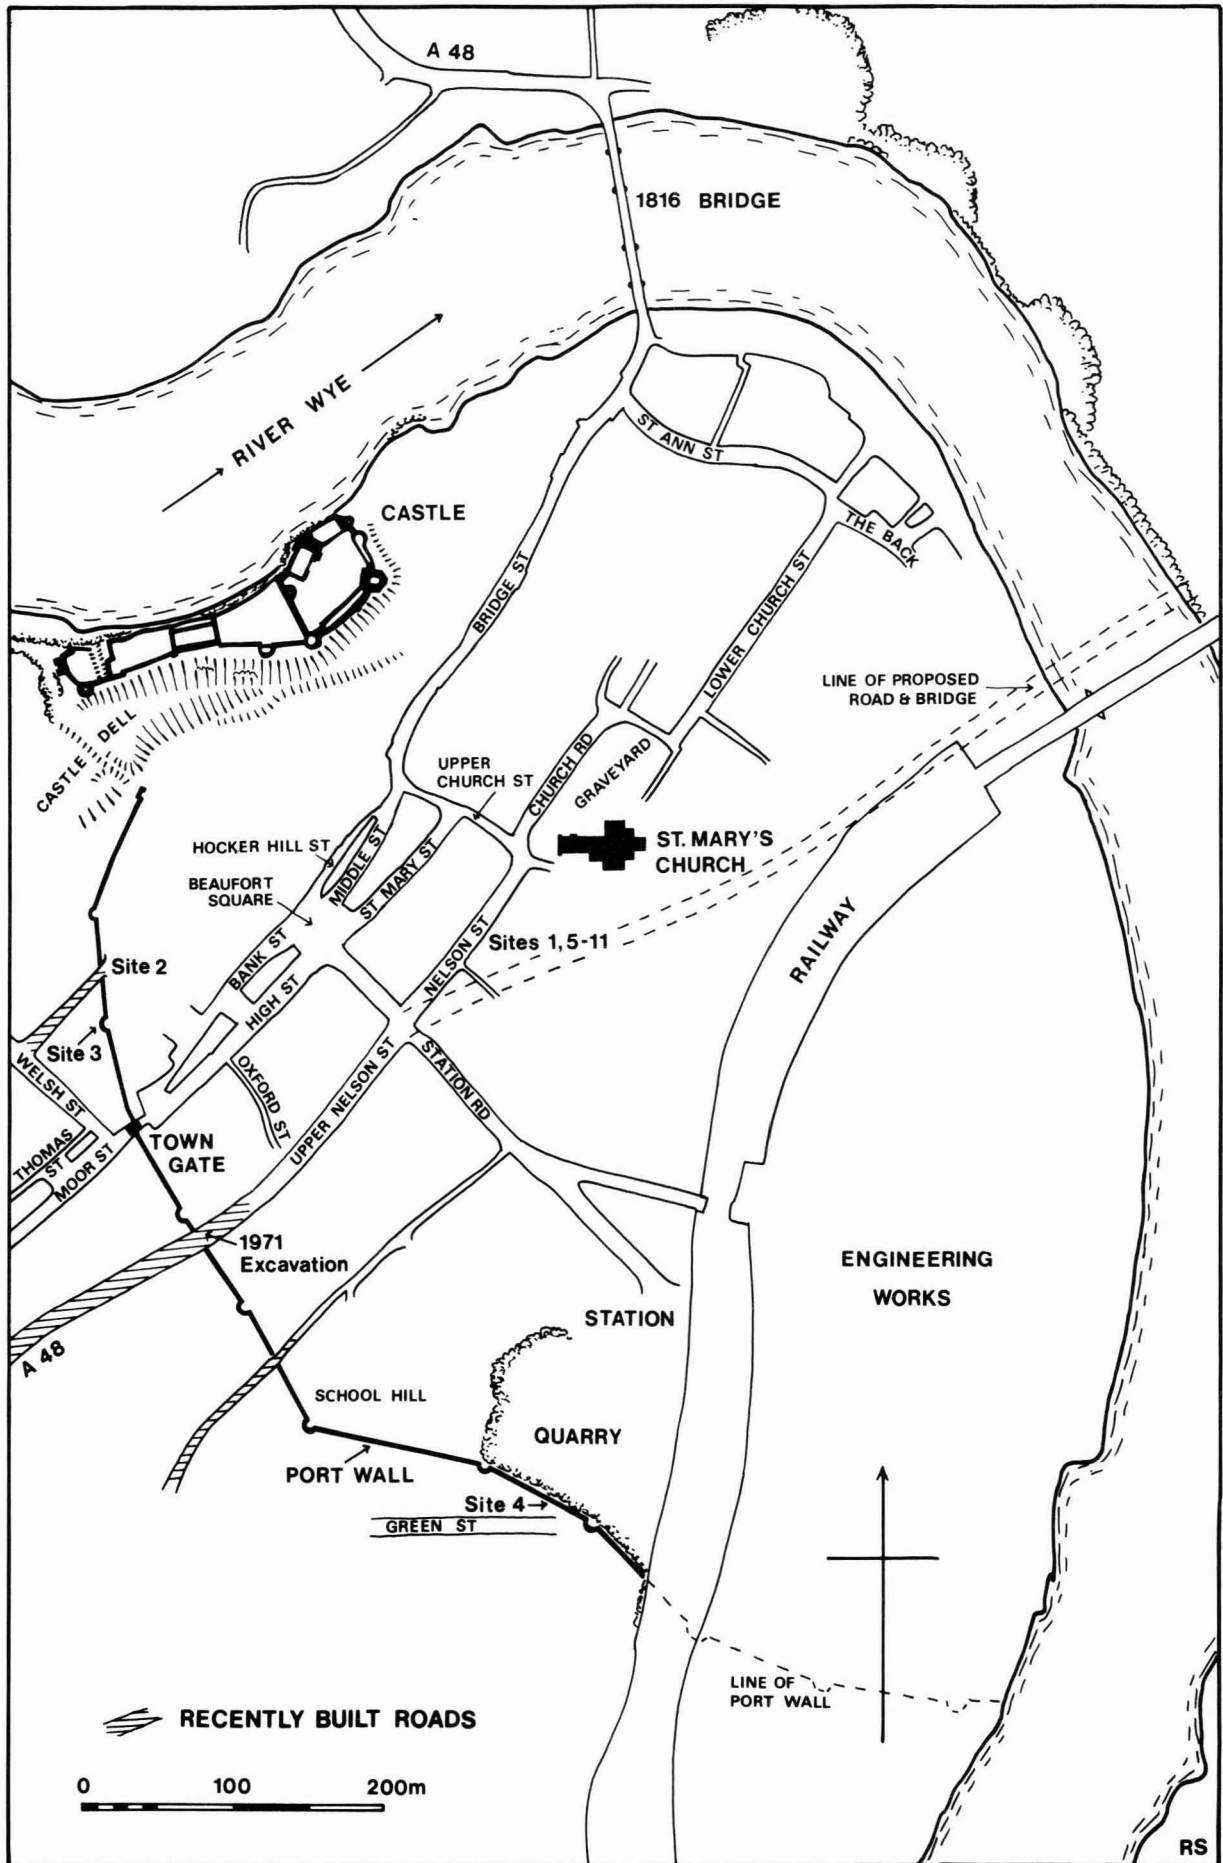 A 48
1816 BRIDGE
RIVER WYE
CASTLE
ST ANN ST
THE BACK
BRIDGE ST
LOWER CHURCH ST
LINE OF PROPOSED
ROAD & BRIDGE
CASTLE DELL
UPPER
CHURCH ST
CHURCH RD
GRAVEYARD
HOCKER HILL ST
MIDDLE ST
ST MARY ST
ST. MARY'S
CHURCH
BEAUFORT
SQUARE
BANK ST
HIGH ST
NELSON ST
Sites 1, 5-11
RAILWAY
Site 2
Site 3
WELSH ST
OXFORD ST
UPPER NELSON ST
STATION RD
THOMAS
ST
MOOR ST
TOWN
GATE
1971
Excavation
ENGINEERING
WORKS
A 48
STATION
SCHOOL HILL
QUARRY
PORT WALL
Site 4
GREEN ST
LINE OF
PORT WALL
RECENTLY BUILT ROADS
0 100 200m
RS